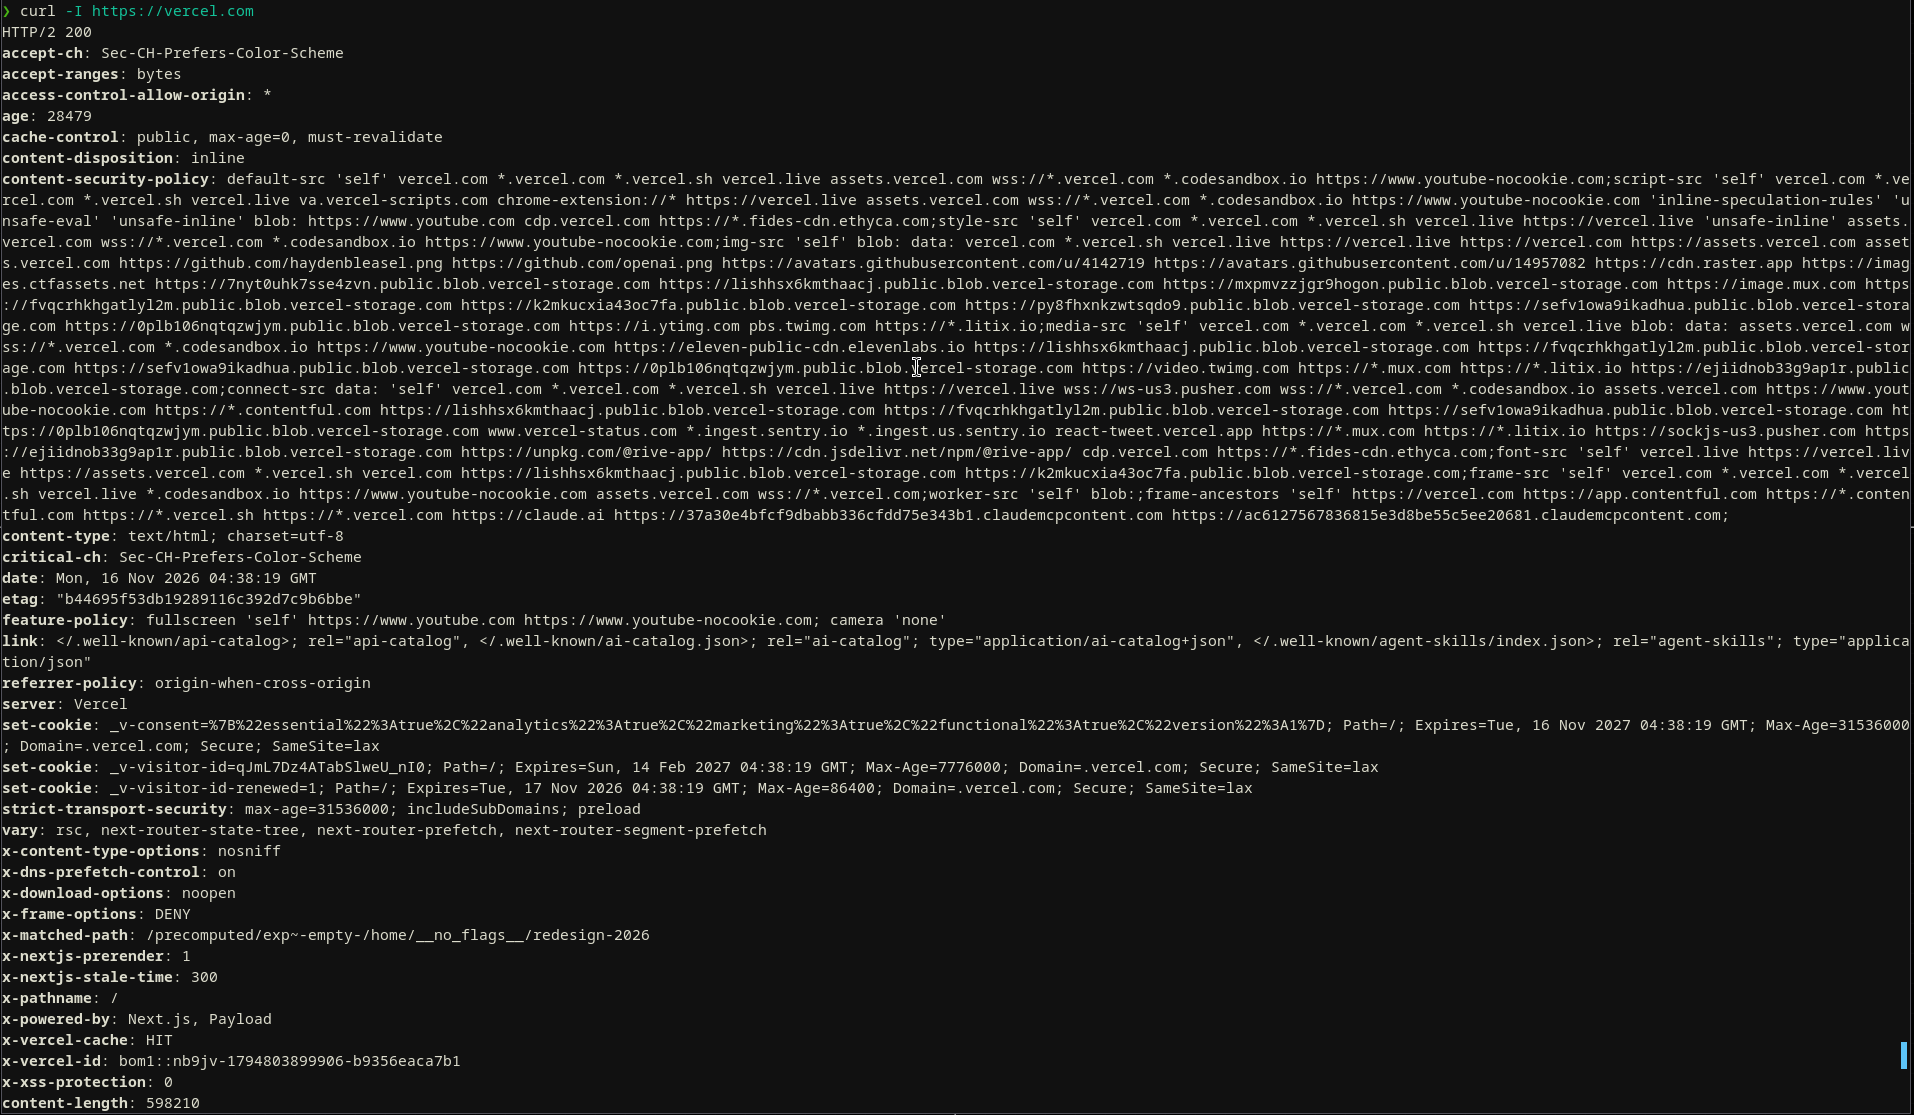 ❯ curl -I https://vercel.com
HTTP/2 200
accept-ch: Sec-CH-Prefers-Color-Scheme
accept-ranges: bytes
access-control-allow-origin: *
age: 28479
cache-control: public, max-age=0, must-revalidate
content-disposition: inline
content-security-policy: default-src 'self' vercel.com *.vercel.com *.vercel.sh vercel.live assets.vercel.com wss://*.vercel.com *.codesandbox.io https://www.youtube-nocookie.com;script-src 'self' vercel.com *.ve
rcel.com *.vercel.sh vercel.live va.vercel-scripts.com chrome-extension://* https://vercel.live assets.vercel.com wss://*.vercel.com *.codesandbox.io https://www.youtube-nocookie.com 'inline-speculation-rules' 'u
nsafe-eval' 'unsafe-inline' blob: https://www.youtube.com cdp.vercel.com https://*.fides-cdn.ethyca.com;style-src 'self' vercel.com *.vercel.com *.vercel.sh vercel.live https://vercel.live 'unsafe-inline' assets.
vercel.com wss://*.vercel.com *.codesandbox.io https://www.youtube-nocookie.com;img-src 'self' blob: data: vercel.com *.vercel.sh vercel.live https://vercel.live https://vercel.com https://assets.vercel.com asset
s.vercel.com https://github.com/haydenbleasel.png https://github.com/openai.png https://avatars.githubusercontent.com/u/4142719 https://avatars.githubusercontent.com/u/14957082 https://cdn.raster.app https://imag
es.ctfassets.net https://7nyt0uhk7sse4zvn.public.blob.vercel-storage.com https://lishhsx6kmthaacj.public.blob.vercel-storage.com https://mxpmvzzjgr9hogon.public.blob.vercel-storage.com https://image.mux.com https
://fvqcrhkhgatlyl2m.public.blob.vercel-storage.com https://k2mkucxia43oc7fa.public.blob.vercel-storage.com https://py8fhxnkzwtsqdo9.public.blob.vercel-storage.com https://sefv1owa9ikadhua.public.blob.vercel-stora
ge.com https://0plb106nqtqzwjym.public.blob.vercel-storage.com https://i.ytimg.com pbs.twimg.com https://*.litix.io;media-src 'self' vercel.com *.vercel.com *.vercel.sh vercel.live blob: data: assets.vercel.com w
ss://*.vercel.com *.codesandbox.io https://www.youtube-nocookie.com https://eleven-public-cdn.elevenlabs.io https://lishhsx6kmthaacj.public.blob.vercel-storage.com https://fvqcrhkhgatlyl2m.public.blob.vercel-stor
age.com https://sefv1owa9ikadhua.public.blob.vercel-storage.com https://0plb106nqtqzwjym.public.blob.vercel-storage.com https://video.twimg.com https://*.mux.com https://*.litix.io https://ejiidnob33g9ap1r.public
.blob.vercel-storage.com;connect-src data: 'self' vercel.com *.vercel.com *.vercel.sh vercel.live https://vercel.live wss://ws-us3.pusher.com wss://*.vercel.com *.codesandbox.io assets.vercel.com https://www.yout
ube-nocookie.com https://*.contentful.com https://lishhsx6kmthaacj.public.blob.vercel-storage.com https://fvqcrhkhgatlyl2m.public.blob.vercel-storage.com https://sefv1owa9ikadhua.public.blob.vercel-storage.com ht
tps://0plb106nqtqzwjym.public.blob.vercel-storage.com www.vercel-status.com *.ingest.sentry.io *.ingest.us.sentry.io react-tweet.vercel.app https://*.mux.com https://*.litix.io https://sockjs-us3.pusher.com https
://ejiidnob33g9ap1r.public.blob.vercel-storage.com https://unpkg.com/@rive-app/ https://cdn.jsdelivr.net/npm/@rive-app/ cdp.vercel.com https://*.fides-cdn.ethyca.com;font-src 'self' vercel.live https://vercel.liv
e https://assets.vercel.com *.vercel.sh vercel.com https://lishhsx6kmthaacj.public.blob.vercel-storage.com https://k2mkucxia43oc7fa.public.blob.vercel-storage.com;frame-src 'self' vercel.com *.vercel.com *.vercel
.sh vercel.live *.codesandbox.io https://www.youtube-nocookie.com assets.vercel.com wss://*.vercel.com;worker-src 'self' blob:;frame-ancestors 'self' https://vercel.com https://app.contentful.com https://*.conten
tful.com https://*.vercel.sh https://*.vercel.com https://claude.ai https://37a30e4bfcf9dbabb336cfdd75e343b1.claudemcpcontent.com https://ac6127567836815e3d8be55c5ee20681.claudemcpcontent.com;
content-type: text/html; charset=utf-8
critical-ch: Sec-CH-Prefers-Color-Scheme
date: Mon, 16 Nov 2026 04:38:19 GMT
etag: "b44695f53db19289116c392d7c9b6bbe"
feature-policy: fullscreen 'self' https://www.youtube.com https://www.youtube-nocookie.com; camera 'none'
link: </.well-known/api-catalog>; rel="api-catalog", </.well-known/ai-catalog.json>; rel="ai-catalog"; type="application/ai-catalog+json", </.well-known/agent-skills/index.json>; rel="agent-skills"; type="applica
tion/json"
referrer-policy: origin-when-cross-origin
server: Vercel
set-cookie: _v-consent=%7B%22essential%22%3Atrue%2C%22analytics%22%3Atrue%2C%22marketing%22%3Atrue%2C%22functional%22%3Atrue%2C%22version%22%3A1%7D; Path=/; Expires=Tue, 16 Nov 2027 04:38:19 GMT; Max-Age=31536000
; Domain=.vercel.com; Secure; SameSite=lax
set-cookie: _v-visitor-id=qJmL7Dz4ATabSlweU_nI0; Path=/; Expires=Sun, 14 Feb 2027 04:38:19 GMT; Max-Age=7776000; Domain=.vercel.com; Secure; SameSite=lax
set-cookie: _v-visitor-id-renewed=1; Path=/; Expires=Tue, 17 Nov 2026 04:38:19 GMT; Max-Age=86400; Domain=.vercel.com; Secure; SameSite=lax
strict-transport-security: max-age=31536000; includeSubDomains; preload
vary: rsc, next-router-state-tree, next-router-prefetch, next-router-segment-prefetch
x-content-type-options: nosniff
x-dns-prefetch-control: on
x-download-options: noopen
x-frame-options: DENY
x-matched-path: /precomputed/exp~-empty-/home/__no_flags__/redesign-2026
x-nextjs-prerender: 1
x-nextjs-stale-time: 300
x-pathname: /
x-powered-by: Next.js, Payload
x-vercel-cache: HIT
x-vercel-id: bom1::nb9jv-1794803899906-b9356eaca7b1
x-xss-protection: 0
content-length: 598210